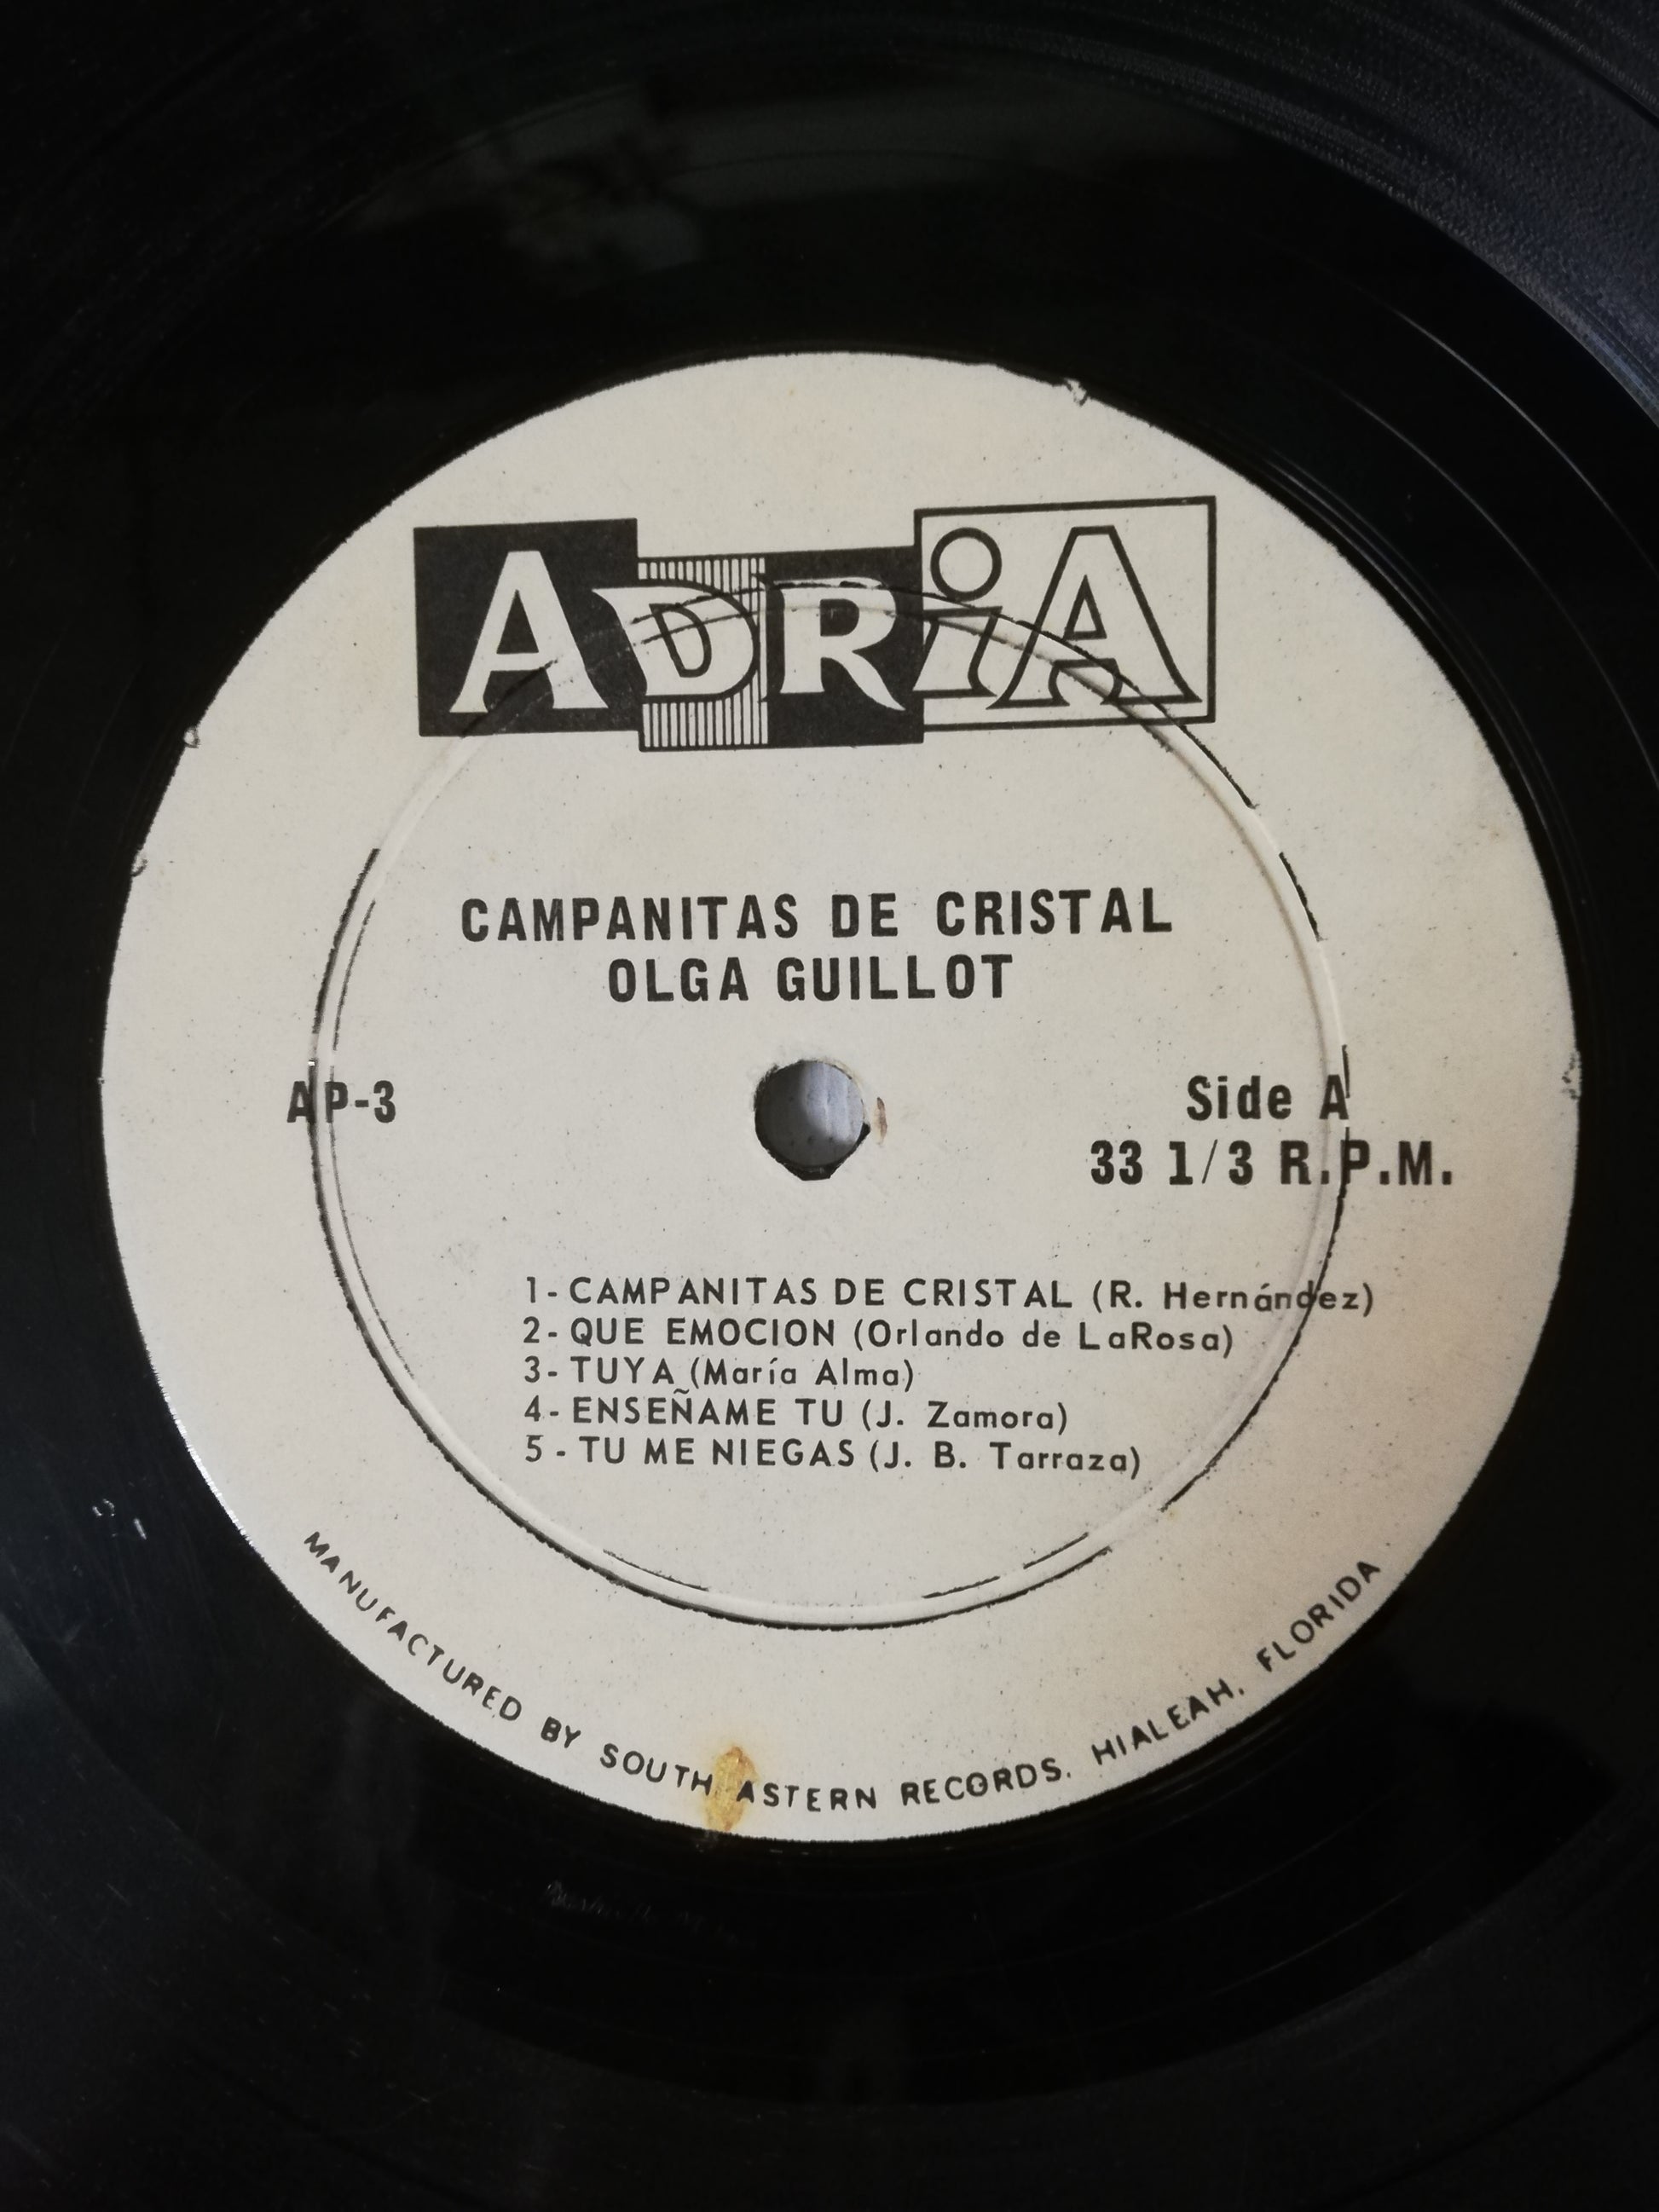 ADRiA
CAMPANITAS DE CRISTAL
OLGA GUILLOT
AP-3
Side A
33 1/3 R.P.M.
1- CAMPANITAS DE CRISTAL (R. Hernández)
2- QUE EMOCION (Orlando de LaRosa)
3- TUYA (María Alma)
4- ENSEÑAME TU (J. Zamora)
5 - TU ME NIEGAS (J. B. Tarraza)
MANUFACTURED BY SOUTH ASTERN RECORDS. HIALEAH, FLORIDA